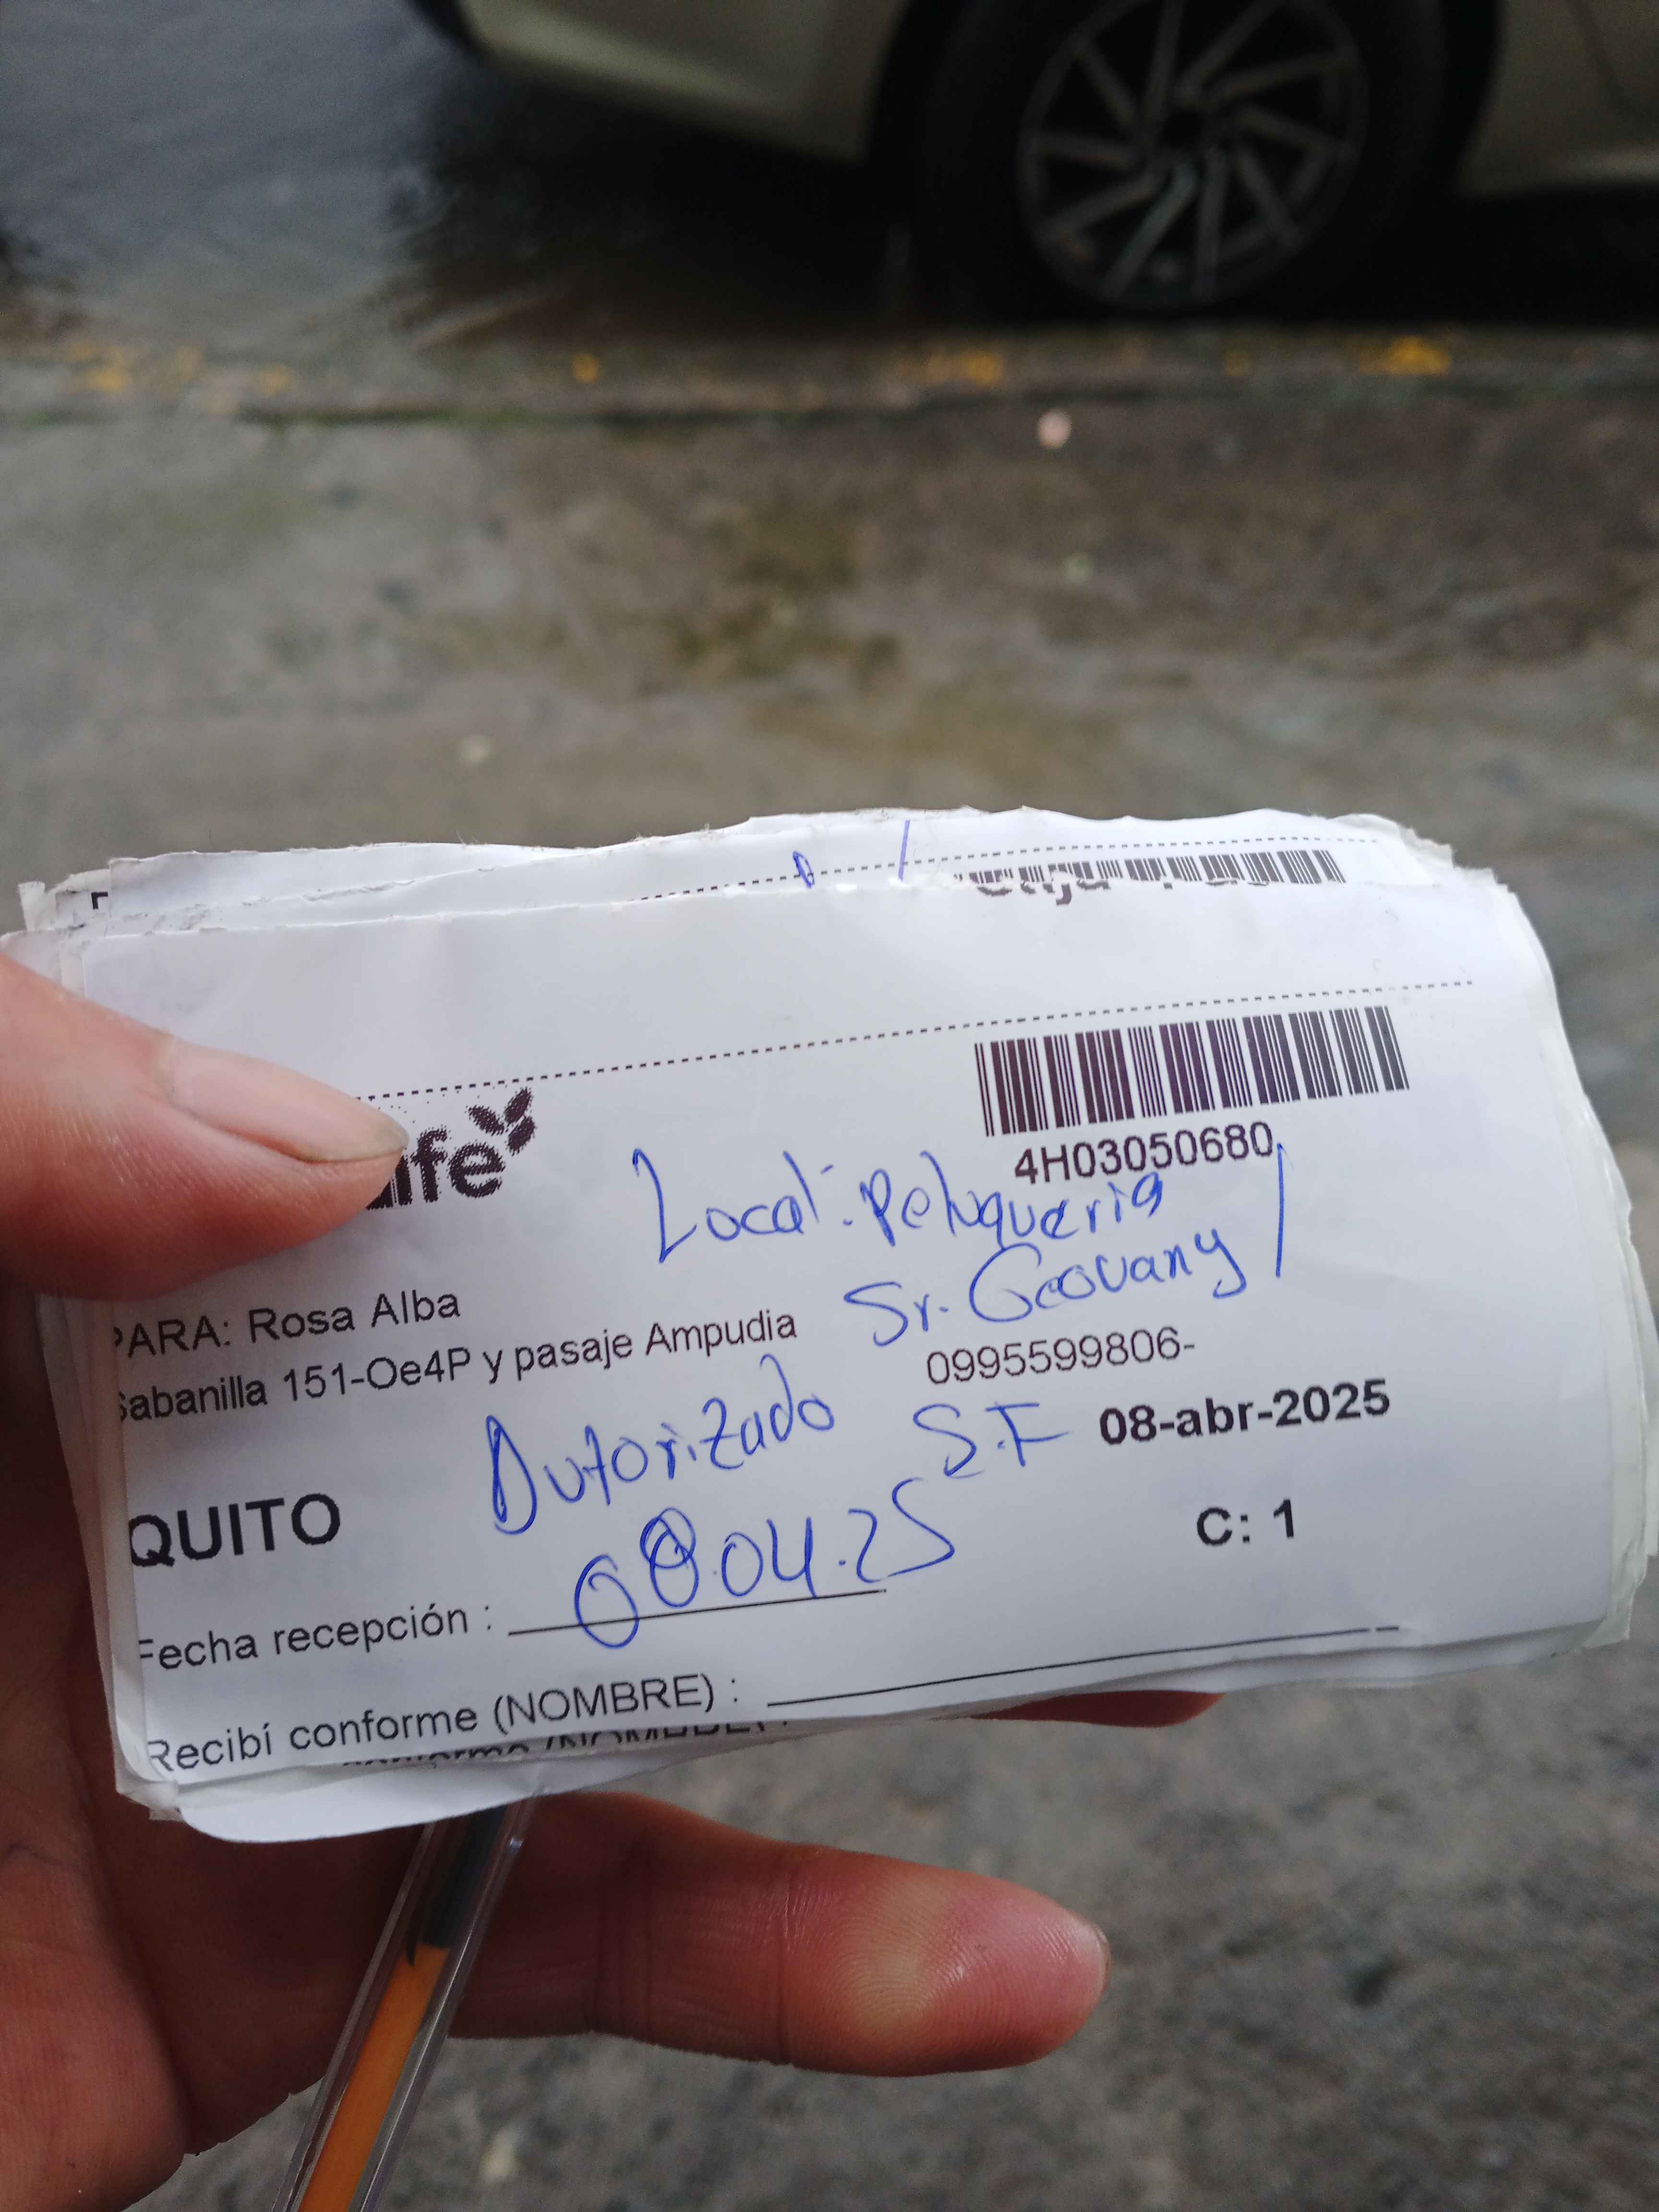 4H03050680
Local: Peluqueria
Sr. Geovany
PARA: Rosa Alba
Sabanilla 151-Oe4P y pasaje Ampudia
0995599806-
Autorizado S.F
08-abr-2025
QUITO
C: 1
Fecha recepción : 08.04.25
Recibí conforme (NOMBRE) :